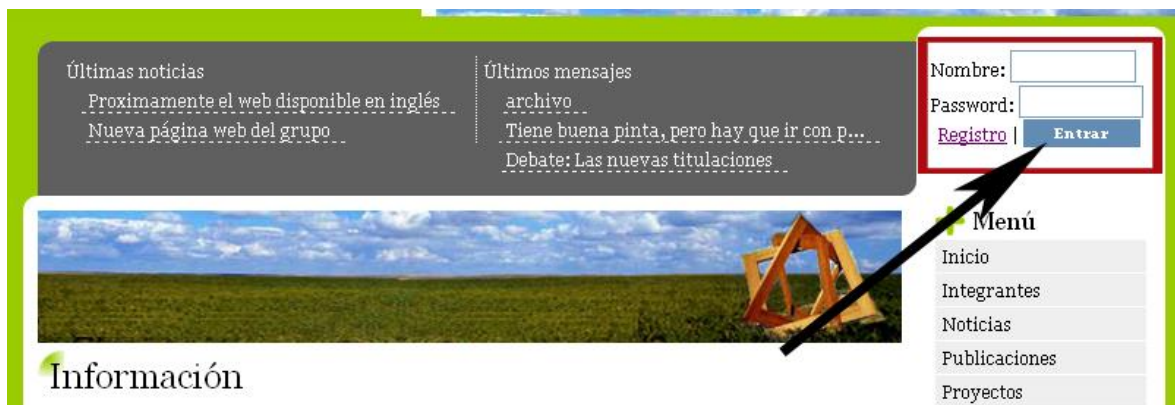 Últimas noticias
Proximamente el web disponible en inglés
Nueva página web del grupo
Últimos mensajes
archivo
Tiene buena pinta, pero hay que ir con p...
Debate: Las nuevas titulaciones
Nombre:
Password:
Registro | Entrar
Menú
Inicio
Integrantes
Noticias
Publicaciones
Proyectos
Información